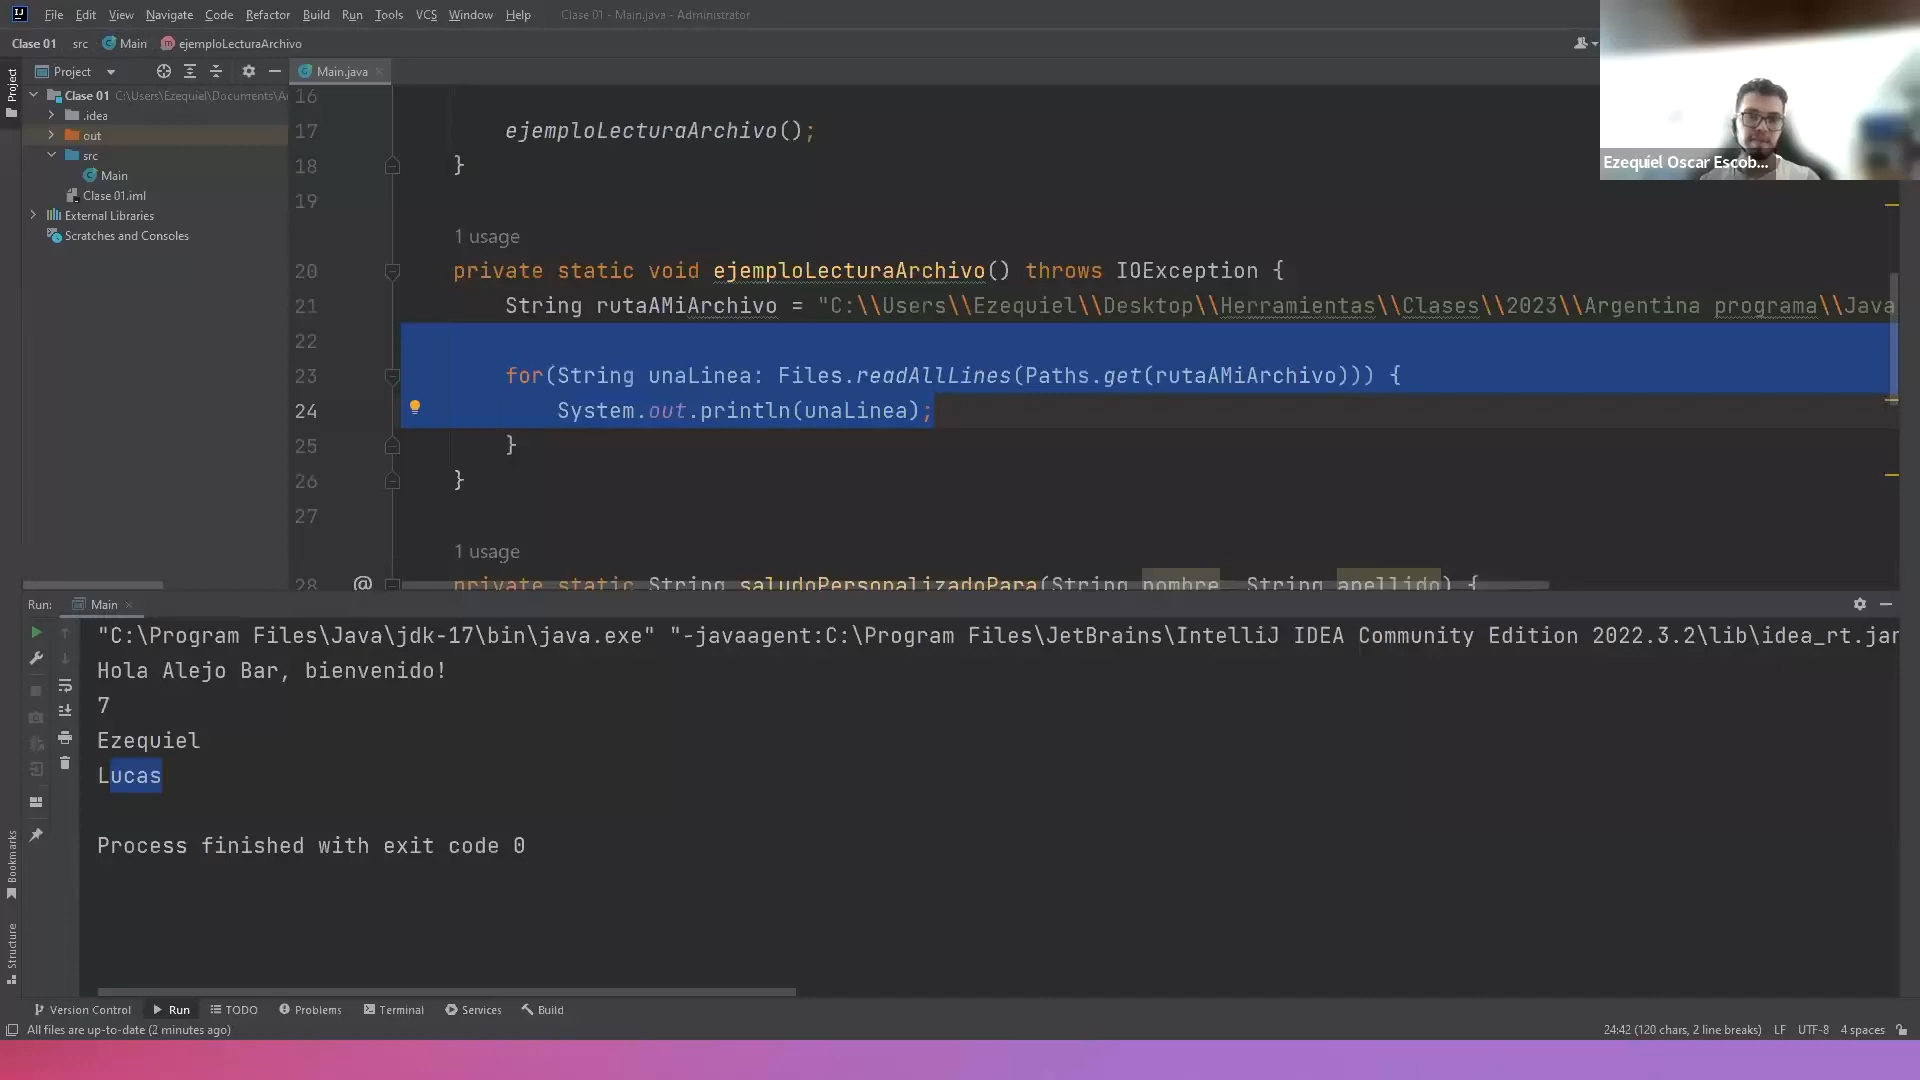 File Edit View Navigate Code Refactor Build Run Tools VCS Window Help Clase 01 - Main.java - Administrator
Clase 01 src Main ejemploLecturaArchivo
Project Main.java
Clase 01 C:\Users\Ezequiel\Documents\A
.idea
out
src
Main
Clase 01.iml
External Libraries
Scratches and Consoles
Project
Bookmarks
Structure
16
17 ejemploLecturaArchivo();
18 }
19
1 usage
20 private static void ejemploLecturaArchivo() throws IOException {
21 String rutaAMiArchivo = "C:\\Users\\Ezequiel\\Desktop\\Herramientas\\Clases\\2023\\Argentina programa\\Java
22
23 for(String unaLinea: Files.readAllLines(Paths.get(rutaAMiArchivo))) {
24 System.out.println(unaLinea);
25 }
26 }
27
1 usage
28 @ private static String saludoPersonalizadoPara(String nombre, String apellido) {
Ezequiel Oscar Escob...
Run: Main
"C:\Program Files\Java\jdk-17\bin\java.exe" "-javaagent:C:\Program Files\JetBrains\IntelliJ IDEA Community Edition 2022.3.2\lib\idea_rt.jar
Hola Alejo Bar, bienvenido!
7
Ezequiel
Lucas
Process finished with exit code 0
Version Control Run TODO Problems Terminal Services Build
All files are up-to-date (2 minutes ago) 24:42 (120 chars, 2 line breaks) LF UTF-8 4 spaces